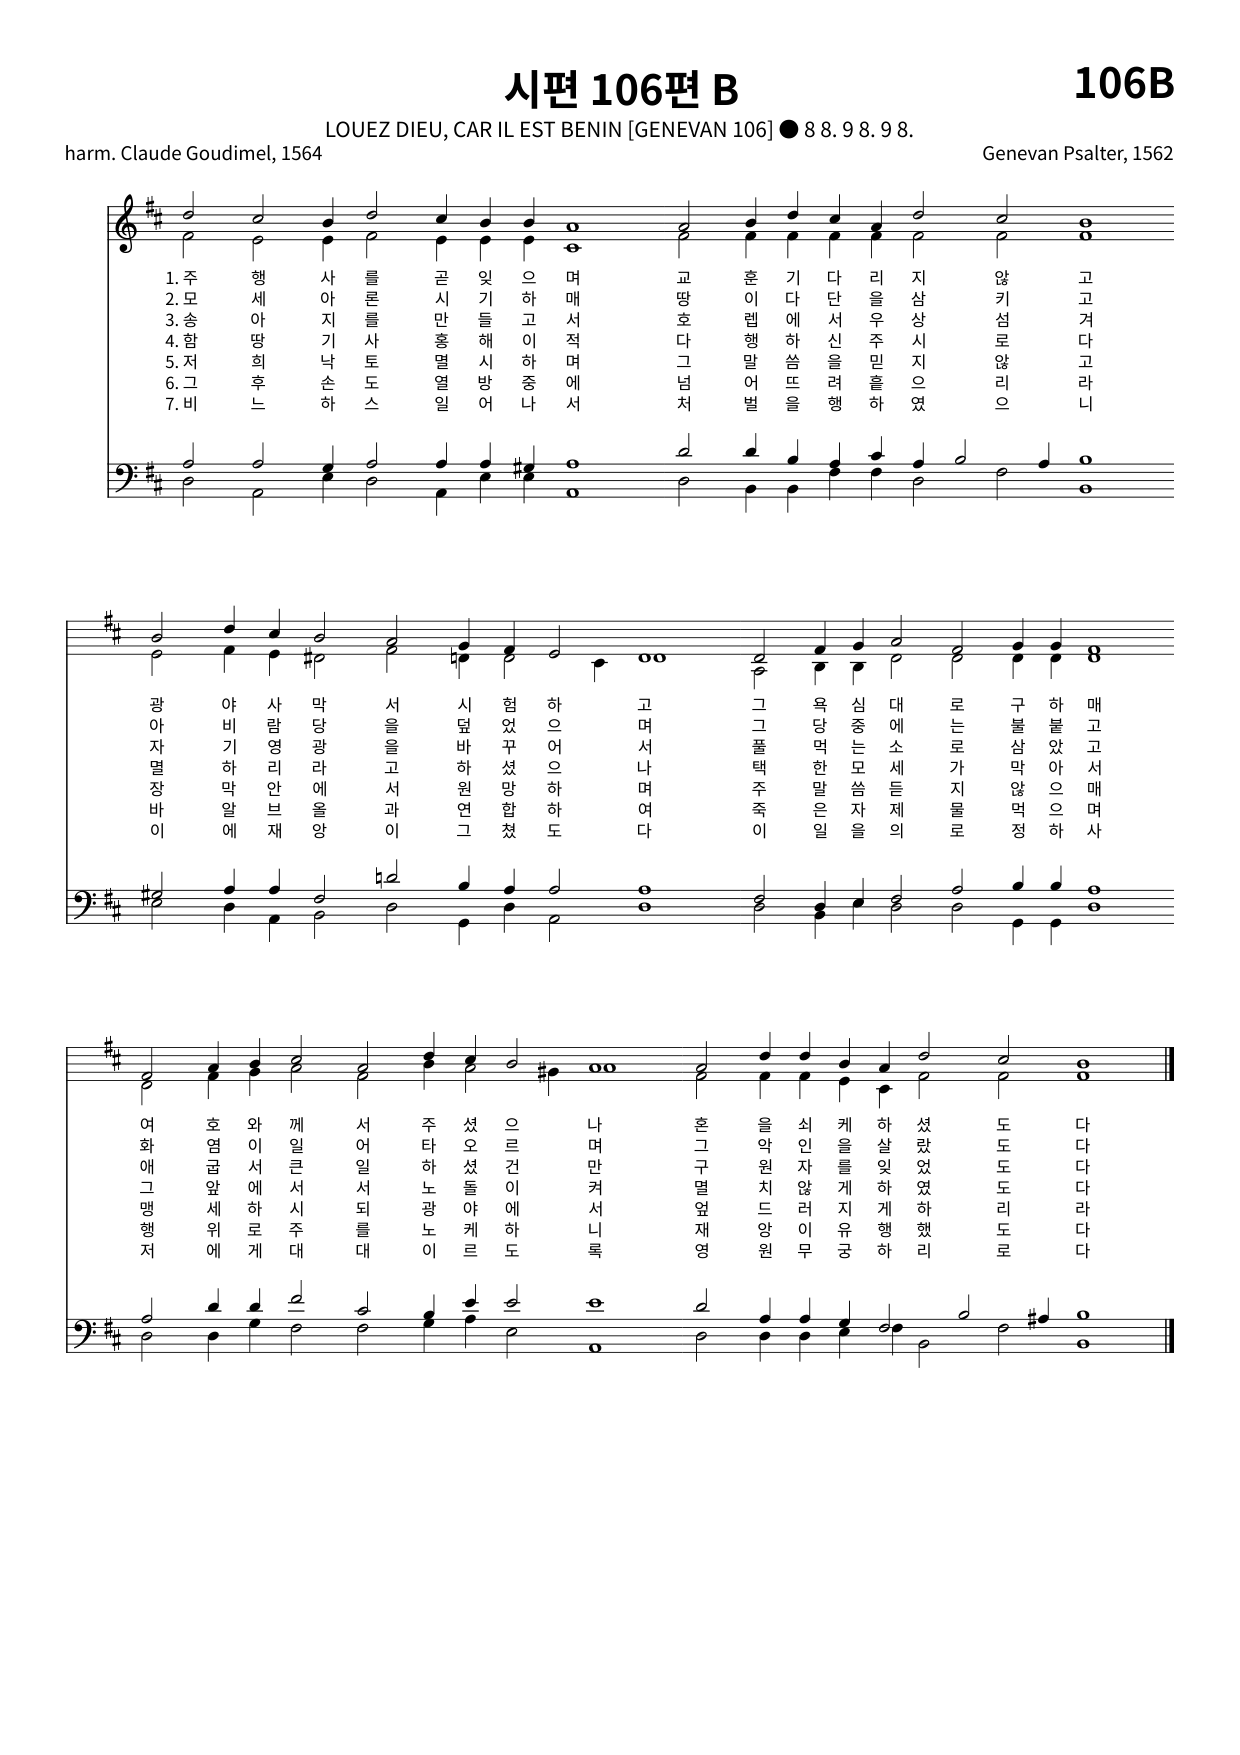 시편 106편 B
106B
LOUEZ DIEU, CAR IL EST BENIN [GENEVAN 106] ● 8 8. 9 8. 9 8.
harm. Claude Goudimel, 1564
Genevan Psalter, 1562
1. 주 행 사 를 곧 잊 으 며 교 훈 기 다 리 지 않 고
2. 모 세 아 론 시 기 하 매 땅 이 다 단 을 삼 키 고
3. 송 아 지 를 만 들 고 서 호 렙 에 서 우 상 섬 겨
4. 함 땅 기 사 홍 해 이 적 다 행 하 신 주 시 로 다
5. 저 희 낙 토 멸 시 하 며 그 말 씀 을 믿 지 않 고
6. 그 후 손 도 열 방 중 에 넘 어 뜨 려 흩 으 리 라
7. 비 느 하 스 일 어 나 서 처 벌 을 행 하 였 으 니
광 야 사 막 서 시 험 하 고 그 욕 심 대 로 구 하 매
아 비 람 당 을 덮 었 으 며 그 당 중 에 는 불 붙 고
자 기 영 광 을 바 꾸 어 서 풀 먹 는 소 로 삼 았 고
멸 하 리 라 고 하 셨 으 나 택 한 모 세 가 막 아 서
장 막 안 에 서 원 망 하 며 주 말 씀 듣 지 않 으 매
바 알 브 올 과 연 합 하 여 죽 은 자 제 물 먹 으 며
이 에 재 앙 이 그 쳤 도 다 이 일 을 의 로 정 하 사
여 호 와 께 서 주 셨 으 나 혼 을 쇠 케 하 셨 도 다
화 염 이 일 어 타 오 르 며 그 악 인 을 살 랐 도 다
애 굽 서 큰 일 하 셨 건 만 구 원 자 를 잊 었 도 다
그 앞 에 서 서 노 돌 이 켜 멸 치 않 게 하 였 도 다
맹 세 하 시 되 광 야 에 서 엎 드 러 지 게 하 리 라
행 위 로 주 를 노 케 하 니 재 앙 이 유 행 했 도 다
저 에 게 대 대 이 르 도 록 영 원 무 궁 하 리 로 다